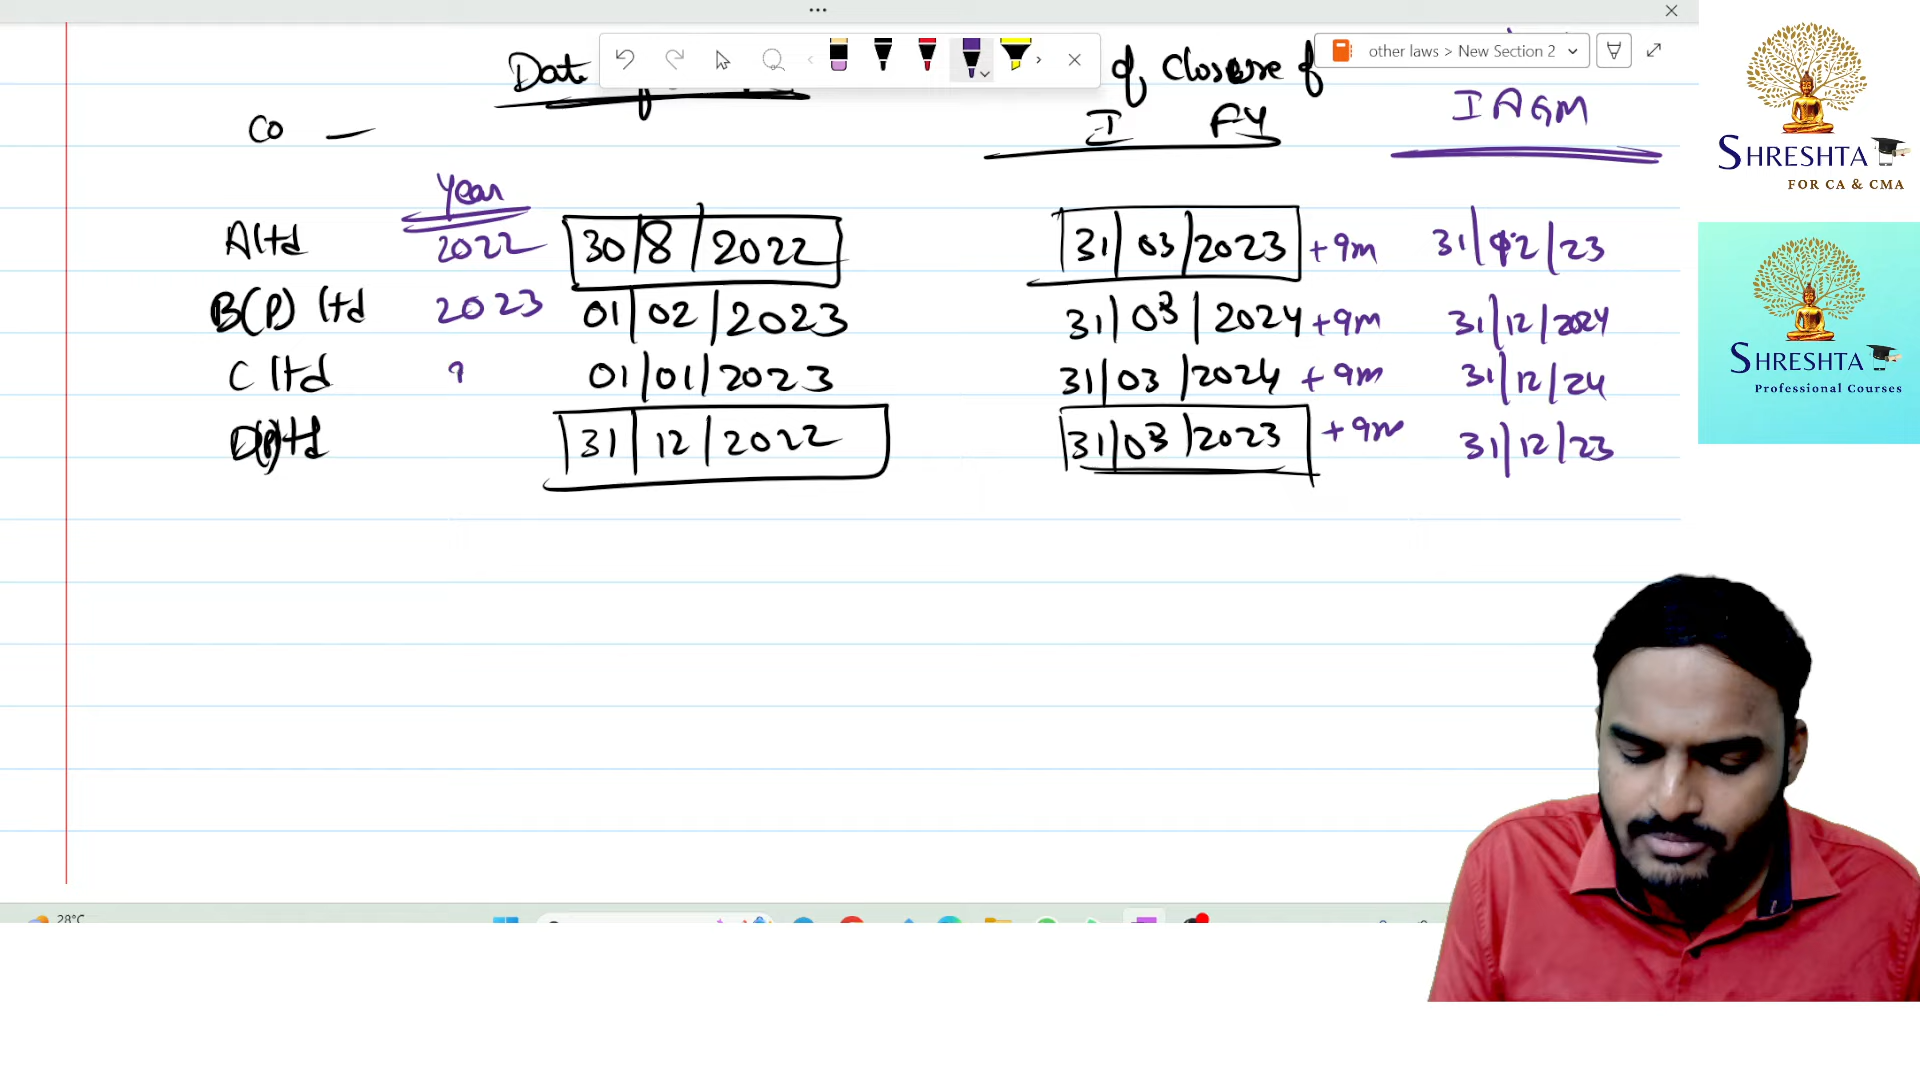 ...
other laws > New Section 2
Date of Closure of
Co — I FY I AGM
Year
A ltd 2022 30/8/2022 31/03/2023 +9m 31/12/23
B(P) ltd 2023 01/02/2023 31/03/2024 +9m 31/12/2024
C ltd 01/01/2023 31/03/2024 +9m 31/12/24
D(P)ltd 31/12/2022 31/03/2023 +9m 31/12/23
SHRESHTA
FOR CA & CMA
SHRESHTA
Professional Courses
28°C